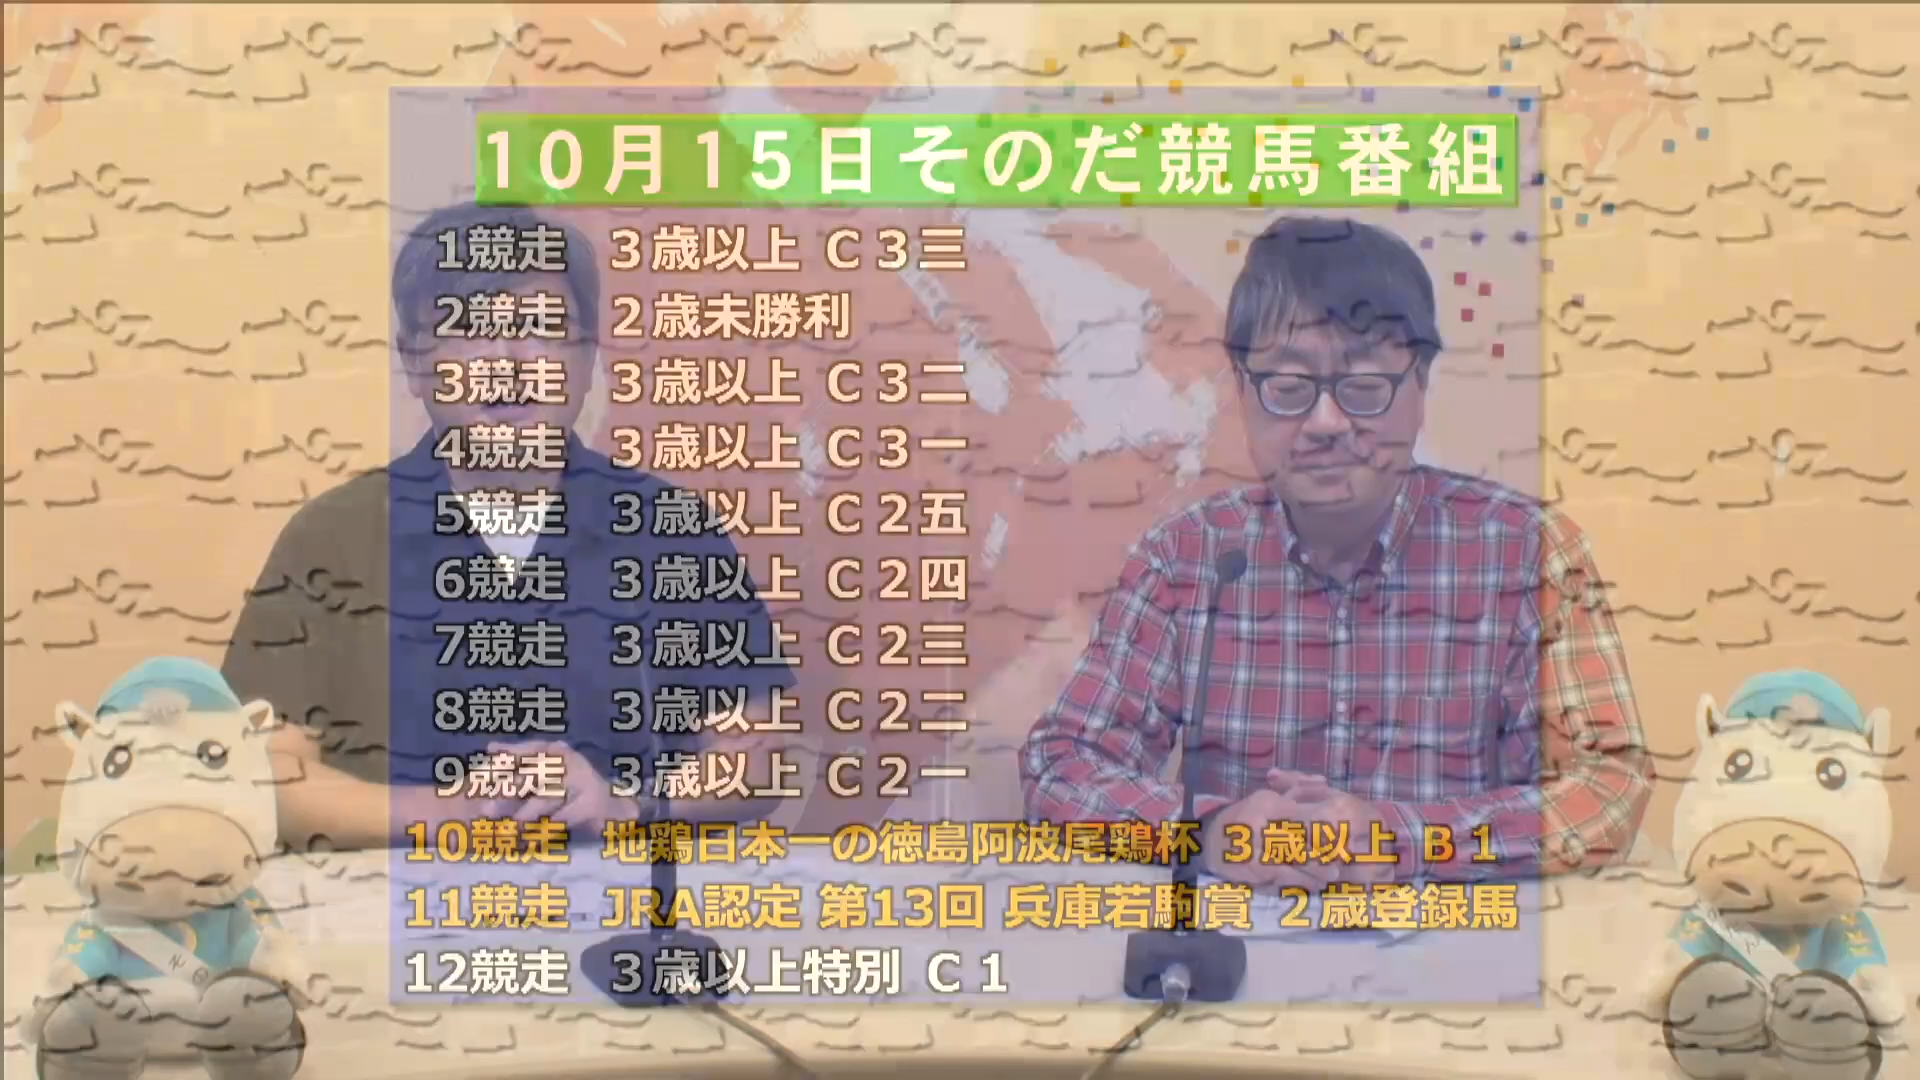 10月15日そのだ競馬番組
1競走 3歳以上 C3三
2競走 2歳未勝利
3競走 3歳以上 C3二
4競走 3歳以上 C3一
5競走 3歳以上 C2五
6競走 3歳以上 C2四
7競走 3歳以上 C2三
8競走 3歳以上 C2二
9競走 3歳以上 C2一
10競走 地鶏日本一の徳島阿波尾鶏杯 3歳以上 B1
11競走 JRA認定 第13回 兵庫若駒賞 2歳登録馬
12競走 3歳以上特別 C1